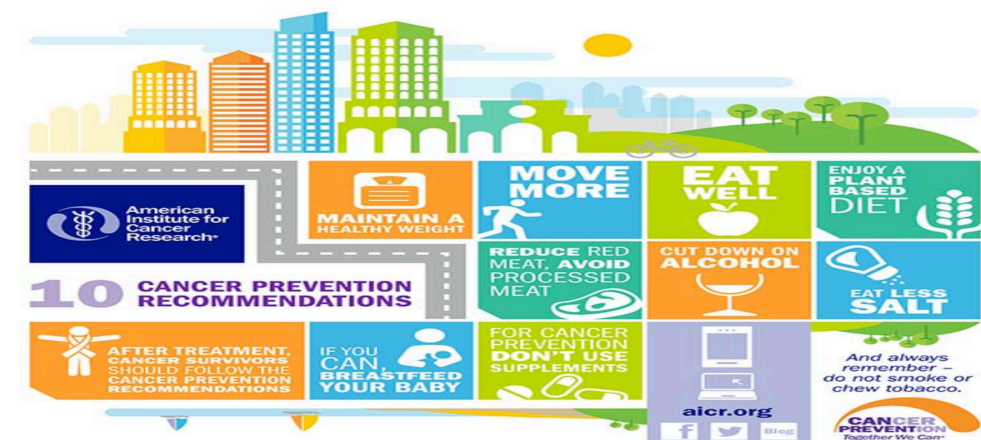 American
Institute for
Cancer
Research®
10 CANCER PREVENTION
RECOMMENDATIONS
MAINTAIN A
HEALTHY WEIGHT
MOVE
MORE
EAT
WELL
ENJOY A
PLANT
BASED
DIET
REDUCE RED
MEAT, AVOID
PROCESSED
MEAT
CUT DOWN ON
ALCOHOL
EAT LESS
SALT
AFTER TREATMENT,
CANCER SURVIVORS
SHOULD FOLLOW THE
CANCER PREVENTION
RECOMMENDATIONS
IF YOU
CAN,
BREASTFEED
YOUR BABY
FOR CANCER
PREVENTION
DON'T USE
SUPPLEMENTS
aicr.org
f
Blog
And always
remember –
do not smoke or
chew tobacco.
CANCER
PREVENTION
Together We Can